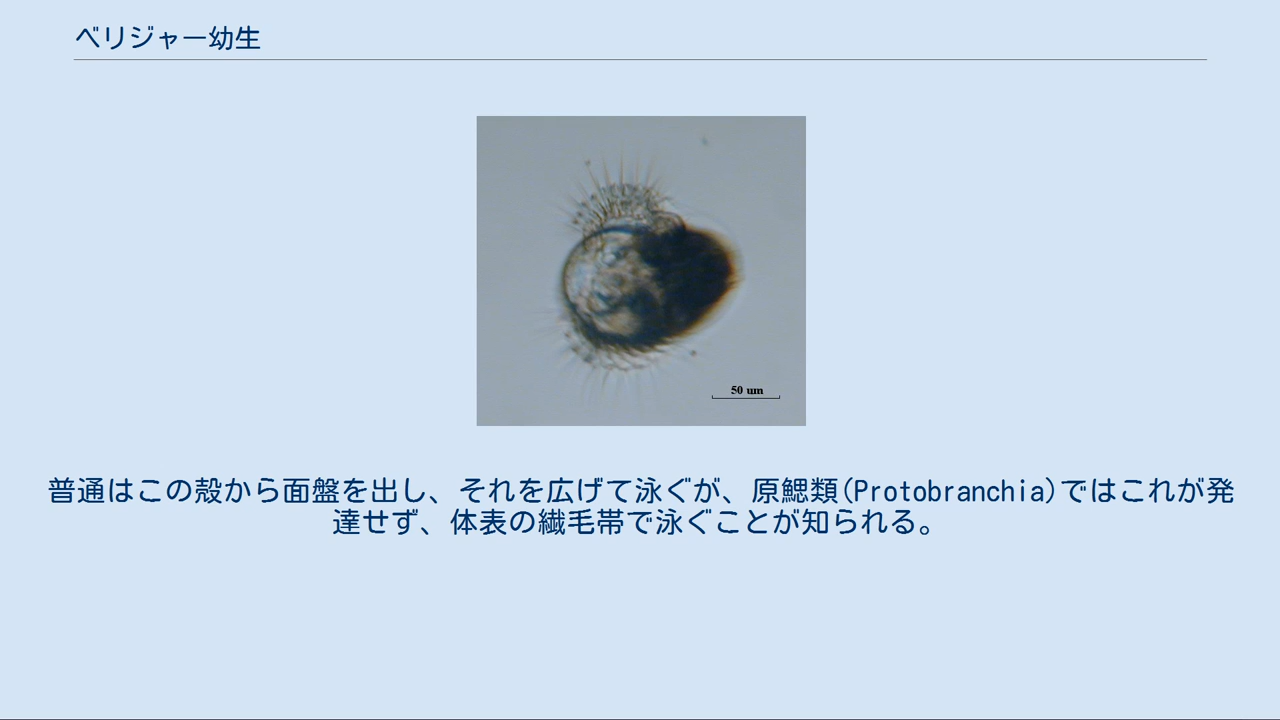 ベリジャー幼生
50 um
普通はこの殻から面盤を出し、それを広げて泳ぐが、原鰓類(Protobranchia)ではこれが発
達せず、体表の繊毛帯で泳ぐことが知られる。